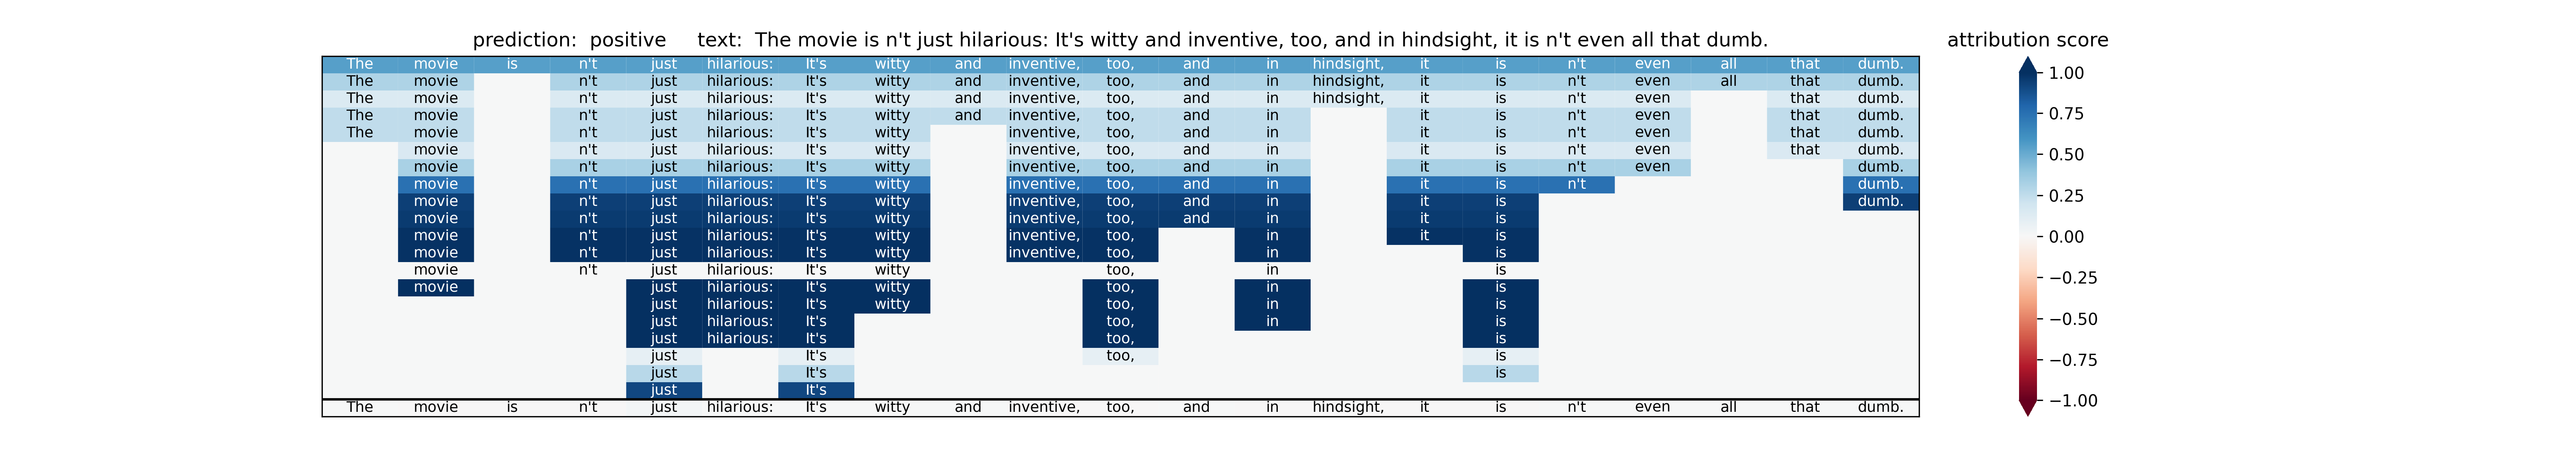 prediction:  positive     text:  The movie is n't just hilarious: It's witty and inventive, too, and in hindsight, it is n't even all that dumb.
attribution score
The movie is n't just hilarious: It's witty and inventive, too, and in hindsight, it is n't even all that dumb.
The movie n't just hilarious: It's witty and inventive, too, and in hindsight, it is n't even all that dumb.
The movie n't just hilarious: It's witty and inventive, too, and in hindsight, it is n't even that dumb.
The movie n't just hilarious: It's witty and inventive, too, and in it is n't even that dumb.
The movie n't just hilarious: It's witty inventive, too, and in it is n't even that dumb.
movie n't just hilarious: It's witty inventive, too, and in it is n't even that dumb.
movie n't just hilarious: It's witty inventive, too, and in it is n't even dumb.
movie n't just hilarious: It's witty inventive, too, and in it is n't dumb.
movie n't just hilarious: It's witty inventive, too, and in it is dumb.
movie n't just hilarious: It's witty inventive, too, and in it is
movie n't just hilarious: It's witty inventive, too, in it is
movie n't just hilarious: It's witty inventive, too, in is
movie n't just hilarious: It's witty too, in is
movie just hilarious: It's witty too, in is
just hilarious: It's witty too, in is
just hilarious: It's too, in is
just hilarious: It's too, is
just It's too, is
just It's is
just It's
The movie is n't just hilarious: It's witty and inventive, too, and in hindsight, it is n't even all that dumb.
1.00
0.75
0.50
0.25
0.00
−0.25
−0.50
−0.75
−1.00